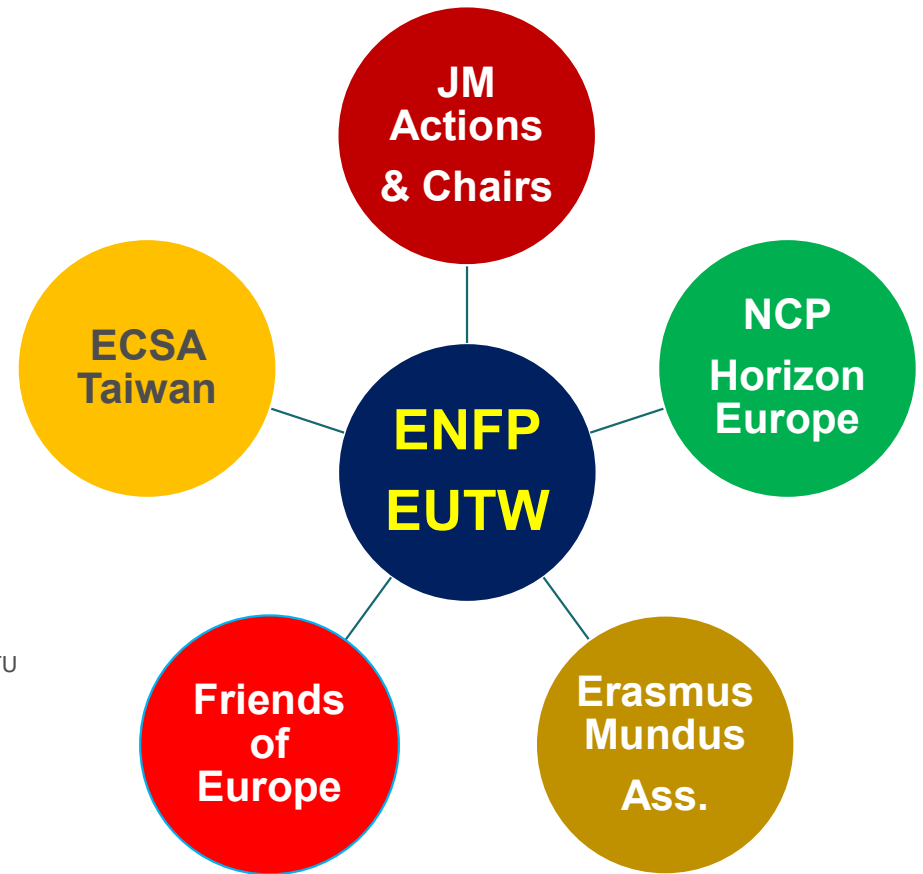 JM
Actions
& Chairs
ECSA
Taiwan
NCP
Horizon
Europe
ENFP
EUTW
Friends
of
Europe
Erasmus
Mundus
Ass.